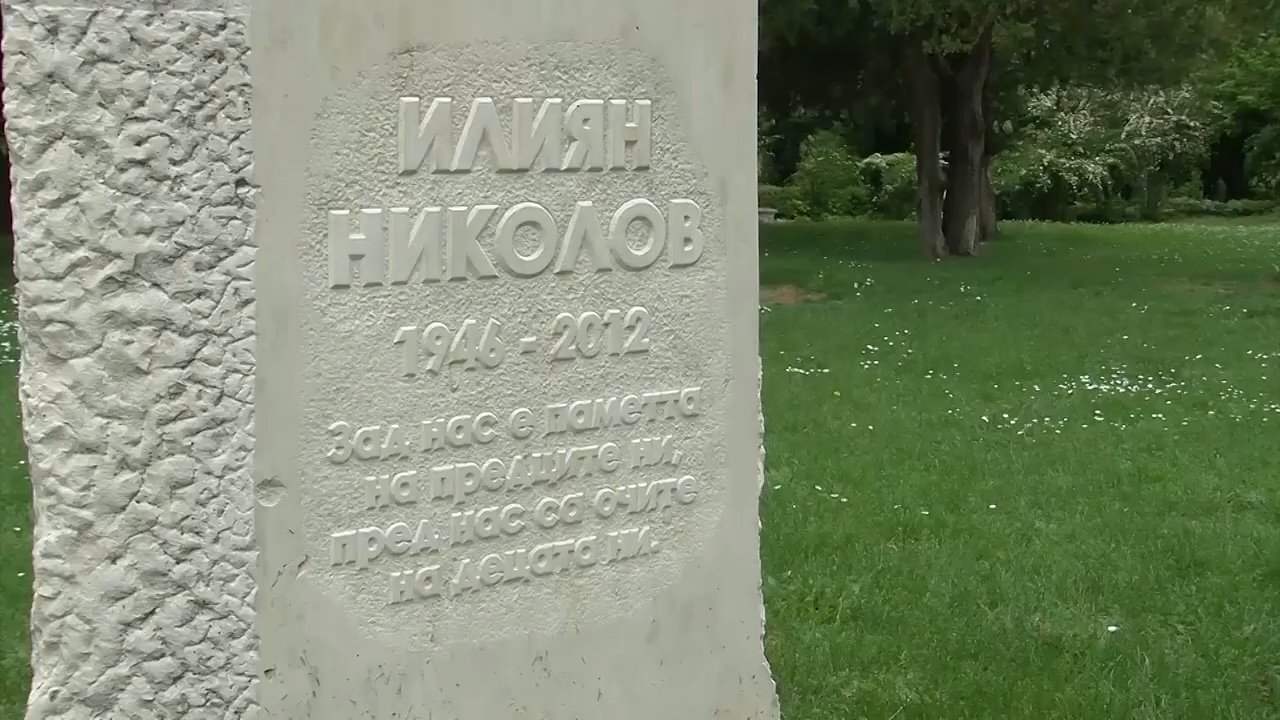 ИЛИЯН
НИКОЛОВ
1946 - 2012
Зад нас е паметта
на предците ни,
пред нас са очите
на децата ни.